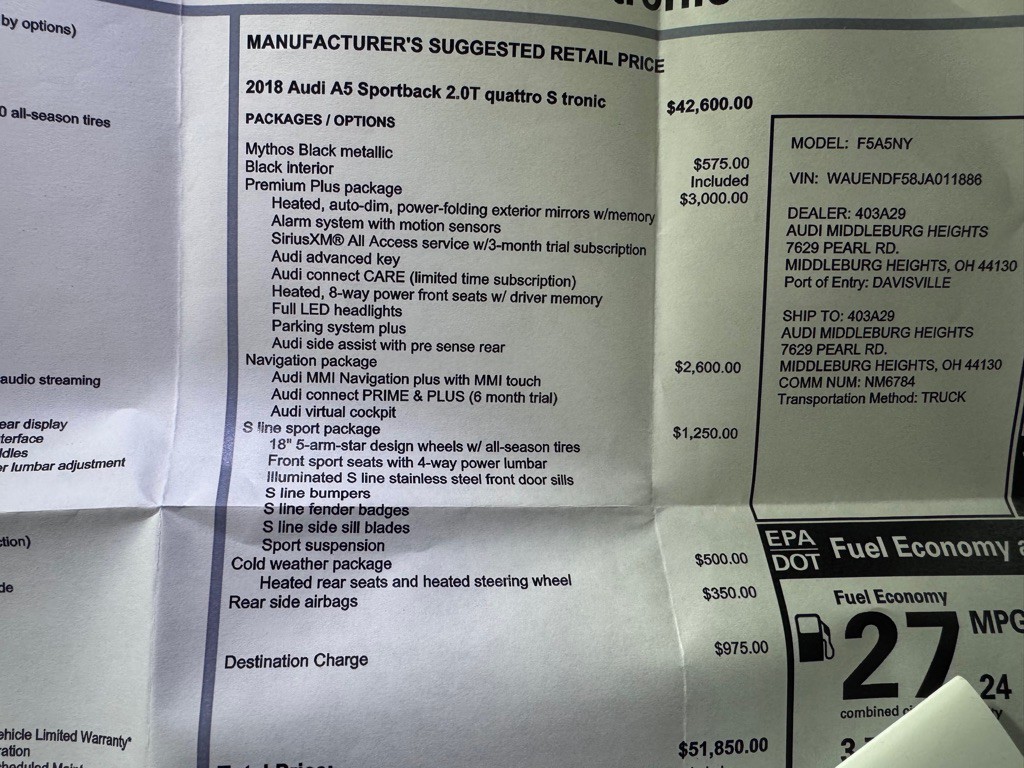 by options)
0 all-season tires
audio streaming
ear display
terface
ddles
er lumbar adjustment
ction)
de
ehicle Limited Warranty*
ration
MANUFACTURER'S SUGGESTED RETAIL PRICE
2018 Audi A5 Sportback 2.0T quattro S tronic $42,600.00
PACKAGES / OPTIONS
Mythos Black metallic $575.00
Black interior Included
Premium Plus package $3,000.00
Heated, auto-dim, power-folding exterior mirrors w/memory
Alarm system with motion sensors
SiriusXM® All Access service w/3-month trial subscription
Audi advanced key
Audi connect CARE (limited time subscription)
Heated, 8-way power front seats w/ driver memory
Full LED headlights
Parking system plus
Audi side assist with pre sense rear
Navigation package $2,600.00
Audi MMI Navigation plus with MMI touch
Audi connect PRIME & PLUS (6 month trial)
Audi virtual cockpit
S line sport package $1,250.00
18" 5-arm-star design wheels w/ all-season tires
Front sport seats with 4-way power lumbar
Illuminated S line stainless steel front door sills
S line bumpers
S line fender badges
S line side sill blades
Sport suspension
Cold weather package $500.00
Heated rear seats and heated steering wheel
Rear side airbags $350.00
Destination Charge $975.00
Total Price: $51,850.00
MODEL: F5A5NY
VIN: WAUENDF58JA011886
DEALER: 403A29
AUDI MIDDLEBURG HEIGHTS
7629 PEARL RD.
MIDDLEBURG HEIGHTS, OH 44130
Port of Entry: DAVISVILLE
SHIP TO: 403A29
AUDI MIDDLEBURG HEIGHTS
7629 PEARL RD.
MIDDLEBURG HEIGHTS, OH 44130
COMM NUM: NM6784
Transportation Method: TRUCK
EPA
DOT
Fuel Economy a
Fuel Economy
27 MPG
24
combined